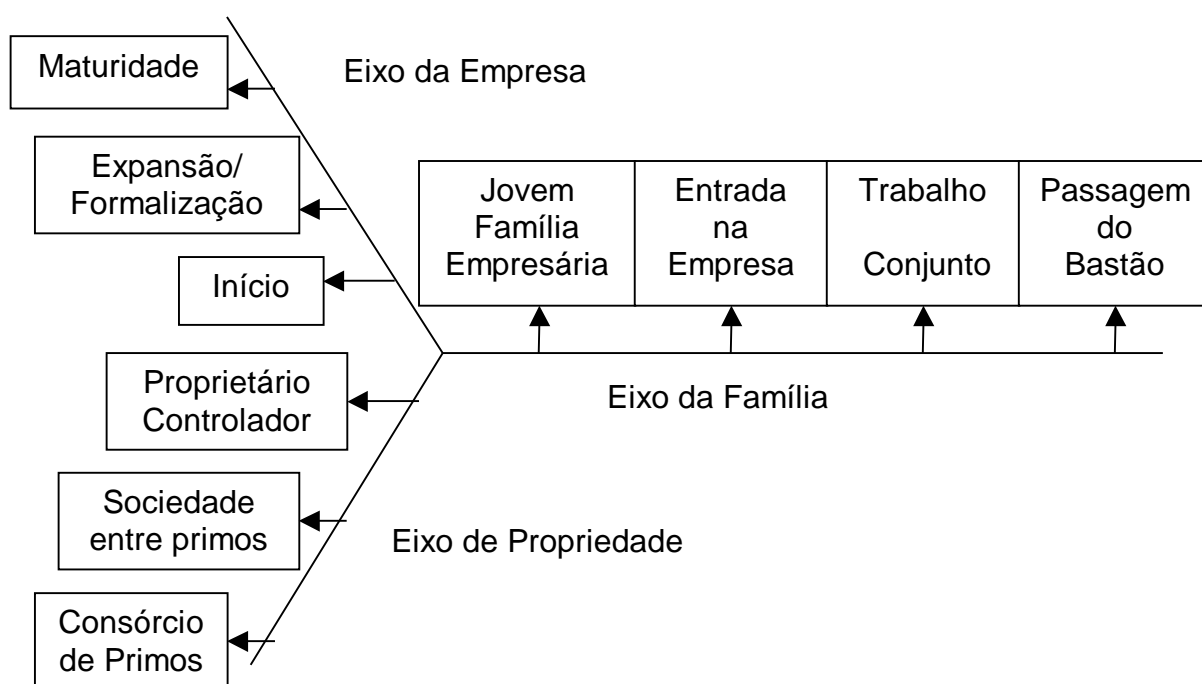 Maturidade
Eixo da Empresa
Expansão/
Formalização
Jovem
Família
Empresária
Entrada
na
Empresa
Trabalho
Conjunto
Passagem
do
Bastão
Início
Proprietário
Controlador
Eixo da Família
Sociedade
entre primos
Eixo de Propriedade
Consórcio
de Primos